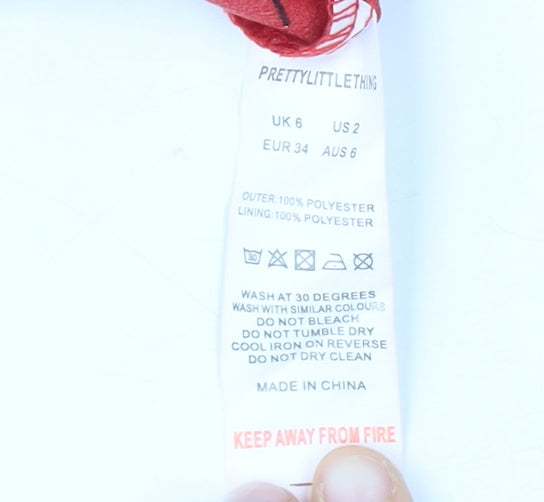 PRETTYLITTLETHING
UK 6 US 2
EUR 34 AUS 6
OUTER:100% POLYESTER
LINING:100% POLYESTER
30
WASH AT 30 DEGREES
WASH WITH SIMILAR COLOURS
DO NOT BLEACH
DO NOT TUMBLE DRY
COOL IRON ON REVERSE
DO NOT DRY CLEAN
MADE IN CHINA
KEEP AWAY FROM FIRE